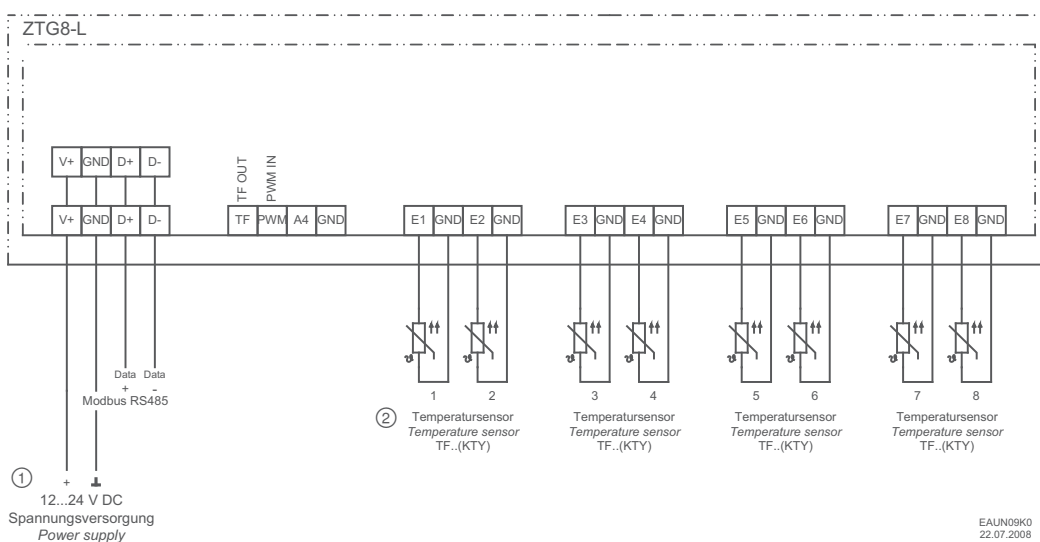 ZTG8-L
V+ GND D+ D-
TF OUT
PWM IN
V+ GND D+ D- TF PWM A4 GND E1 GND E2 GND E3 GND E4 GND E5 GND E6 GND E7 GND E8 GND
ϑ ϑ ϑ ϑ ϑ ϑ ϑ ϑ
Data Data
+ -
Modbus RS485
1 2 3 4 5 6 7 8
2 Temperatursensor Temperatursensor Temperatursensor Temperatursensor
Temperature sensor Temperature sensor Temperature sensor Temperature sensor
TF..(KTY) TF..(KTY) TF..(KTY) TF..(KTY)
1 +
12...24 V DC
Spannungsversorgung
Power supply
EAUN09K0
22.07.2008